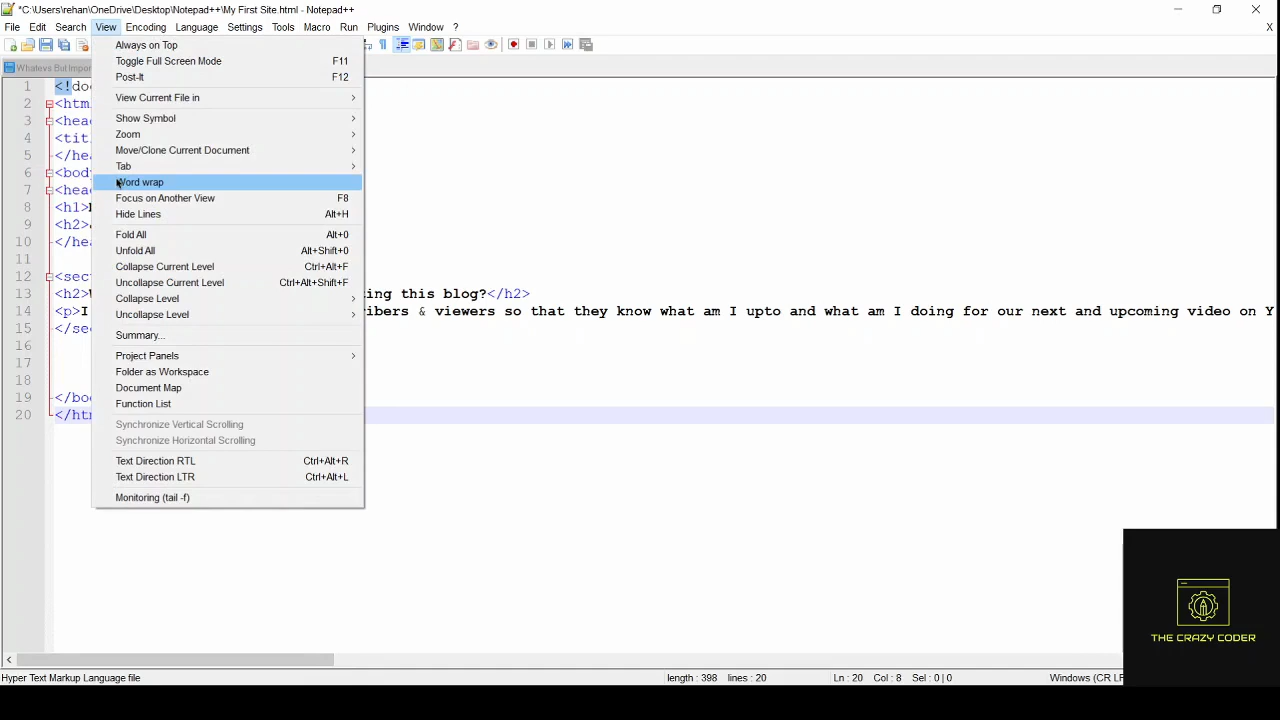 *C:\Users\rehan\OneDrive\Desktop\Notepad++\My First Site.html - Notepad++
File Edit Search View Encoding Language Settings Tools Macro Run Plugins Window ? X
Always on Top
Toggle Full Screen Mode F11
Post-It F12
View Current File in
Show Symbol
Zoom
Move/Clone Current Document
Tab
Word wrap
Focus on Another View F8
Hide Lines Alt+H
Fold All Alt+0
Unfold All Alt+Shift+0
Collapse Current Level Ctrl+Alt+F
Uncollapse Current Level Ctrl+Alt+Shift+F
Collapse Level
Uncollapse Level
Summary...
Project Panels
Folder as Workspace
Document Map
Function List
Synchronize Vertical Scrolling
Synchronize Horizontal Scrolling
Text Direction RTL Ctrl+Alt+R
Text Direction LTR Ctrl+Alt+L
Monitoring (tail -f)
1 <!doc
2 <htm
3 <head
4 <tit
5 </hea
6 <bod
7 <head
8 <h1>
9 <h2>
10 </hea
11
12 <sec
13 <h2> ing this blog?</h2>
14 <p>I ibers & viewers so that they know what am I upto and what am I doing for our next and upcoming video on Y
15 </sec
16
17
18
19 </bod
20 </htm
THE CRAZY CODER
Hyper Text Markup Language file length : 398 lines : 20 Ln : 20 Col : 8 Sel : 0 | 0 Windows (CR LF